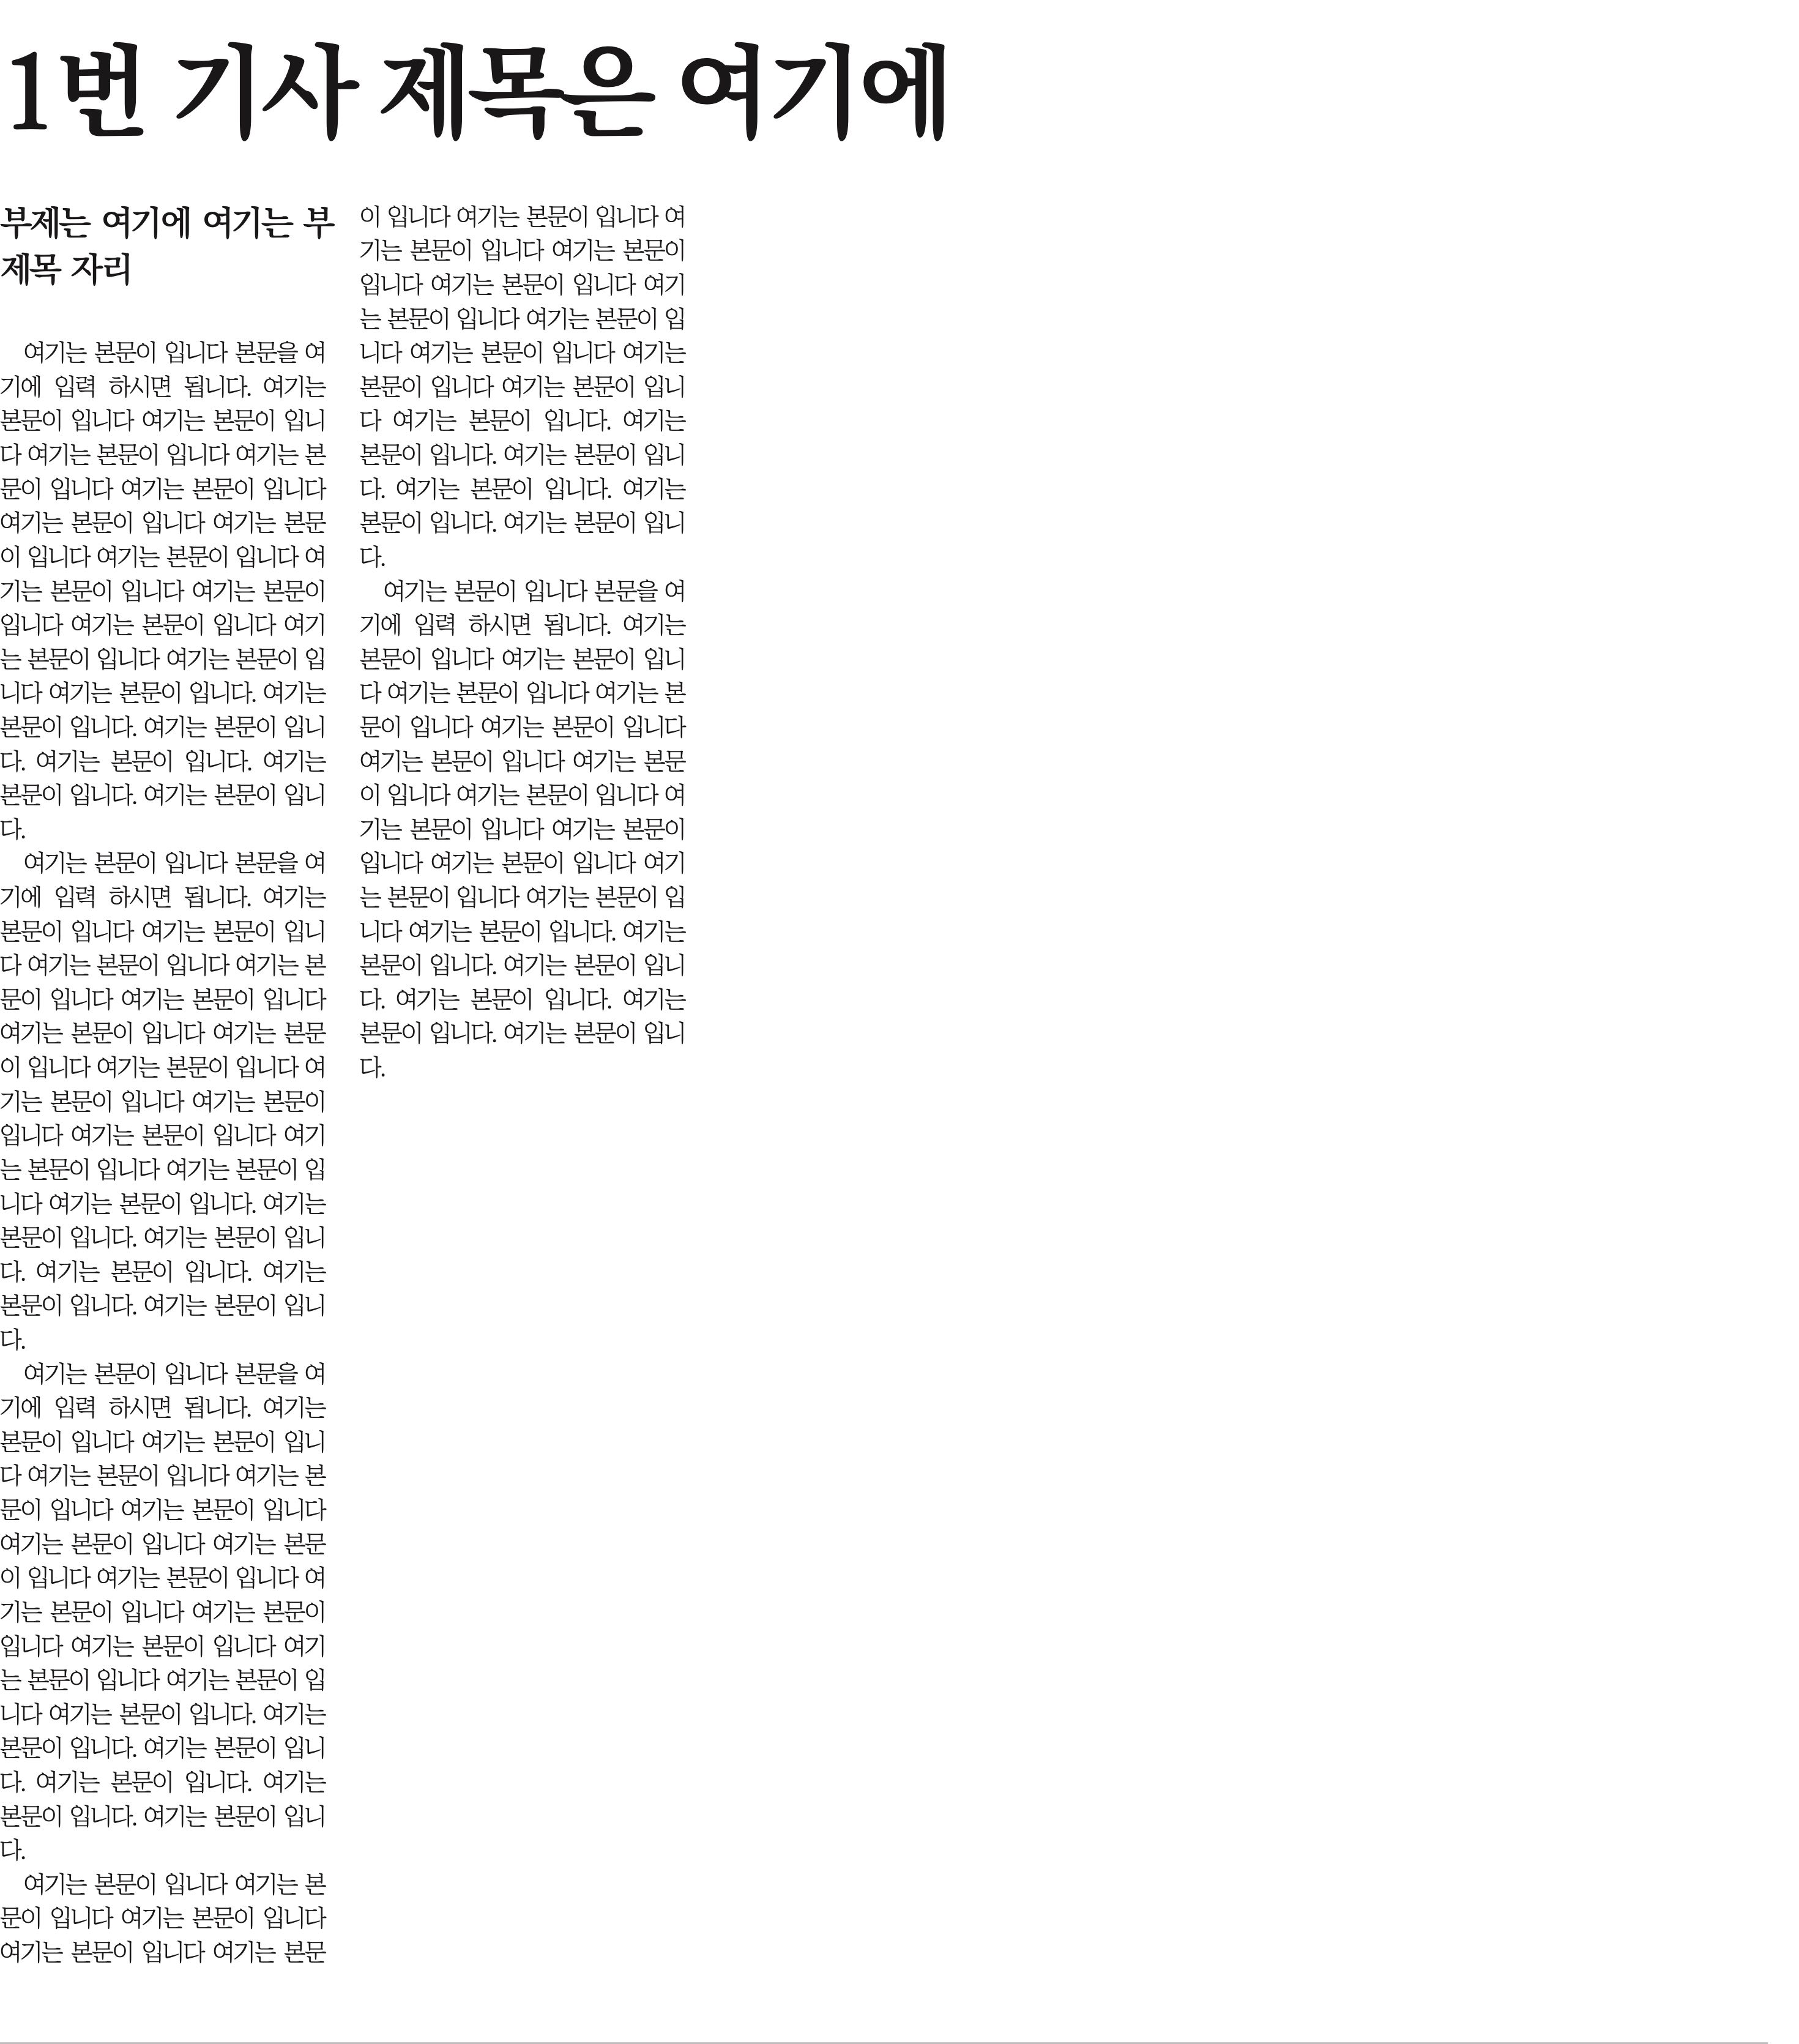 1번 기사 제목은 여기에
부제는 여기에 여기는 부
제목 자리
여기는 본문이 입니다 본문을 여
기에 입력 하시면 됩니다. 여기는
본문이 입니다 여기는 본문이 입니
다 여기는 본문이 입니다 여기는 본
문이 입니다 여기는 본문이 입니다
여기는 본문이 입니다 여기는 본문
이 입니다 여기는 본문이 입니다 여
기는 본문이 입니다 여기는 본문이
입니다 여기는 본문이 입니다 여기
는 본문이 입니다 여기는 본문이 입
니다 여기는 본문이 입니다. 여기는
본문이 입니다. 여기는 본문이 입니
다. 여기는 본문이 입니다. 여기는
본문이 입니다. 여기는 본문이 입니
다.
여기는 본문이 입니다 본문을 여
기에 입력 하시면 됩니다. 여기는
본문이 입니다 여기는 본문이 입니
다 여기는 본문이 입니다 여기는 본
문이 입니다 여기는 본문이 입니다
여기는 본문이 입니다 여기는 본문
이 입니다 여기는 본문이 입니다 여
기는 본문이 입니다 여기는 본문이
입니다 여기는 본문이 입니다 여기
는 본문이 입니다 여기는 본문이 입
니다 여기는 본문이 입니다. 여기는
본문이 입니다. 여기는 본문이 입니
다. 여기는 본문이 입니다. 여기는
본문이 입니다. 여기는 본문이 입니
다.
여기는 본문이 입니다 본문을 여
기에 입력 하시면 됩니다. 여기는
본문이 입니다 여기는 본문이 입니
다 여기는 본문이 입니다 여기는 본
문이 입니다 여기는 본문이 입니다
여기는 본문이 입니다 여기는 본문
이 입니다 여기는 본문이 입니다 여
기는 본문이 입니다 여기는 본문이
입니다 여기는 본문이 입니다 여기
는 본문이 입니다 여기는 본문이 입
니다 여기는 본문이 입니다. 여기는
본문이 입니다. 여기는 본문이 입니
다. 여기는 본문이 입니다. 여기는
본문이 입니다. 여기는 본문이 입니
다.
여기는 본문이 입니다 여기는 본
문이 입니다 여기는 본문이 입니다
여기는 본문이 입니다 여기는 본문
이 입니다 여기는 본문이 입니다 여
기는 본문이 입니다 여기는 본문이
입니다 여기는 본문이 입니다 여기
는 본문이 입니다 여기는 본문이 입
니다 여기는 본문이 입니다 여기는
본문이 입니다 여기는 본문이 입니
다 여기는 본문이 입니다. 여기는
본문이 입니다. 여기는 본문이 입니
다. 여기는 본문이 입니다. 여기는
본문이 입니다. 여기는 본문이 입니
다.
여기는 본문이 입니다 본문을 여
기에 입력 하시면 됩니다. 여기는
본문이 입니다 여기는 본문이 입니
다 여기는 본문이 입니다 여기는 본
문이 입니다 여기는 본문이 입니다
여기는 본문이 입니다 여기는 본문
이 입니다 여기는 본문이 입니다 여
기는 본문이 입니다 여기는 본문이
입니다 여기는 본문이 입니다 여기
는 본문이 입니다 여기는 본문이 입
니다 여기는 본문이 입니다. 여기는
본문이 입니다. 여기는 본문이 입니
다. 여기는 본문이 입니다. 여기는
본문이 입니다. 여기는 본문이 입니
다.